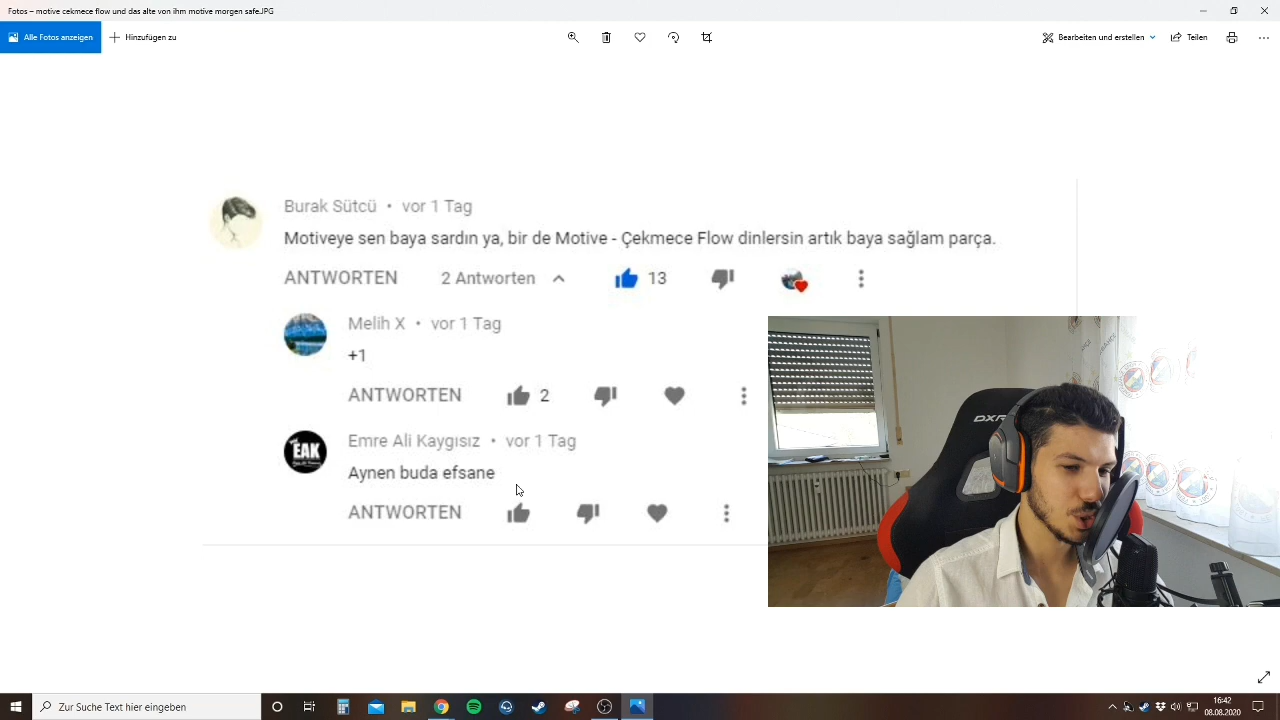 Fotos – motive cekmece flow und das alte von ihm motive morgen safe.JPG
Alle Fotos anzeigen
Hinzufügen zu
Bearbeiten und erstellen
Teilen
Burak Sütcü • vor 1 Tag
Motiveye sen baya sardın ya, bir de Motive - Çekmece Flow dinlersin artık baya sağlam parça.
ANTWORTEN 2 Antworten 13
Melih X • vor 1 Tag
+1
ANTWORTEN 2
EAK
Emre Ali Kaygısız • vor 1 Tag
Aynen buda efsane
ANTWORTEN
Zur Suche Text hier eingeben
16:42
08.08.2020